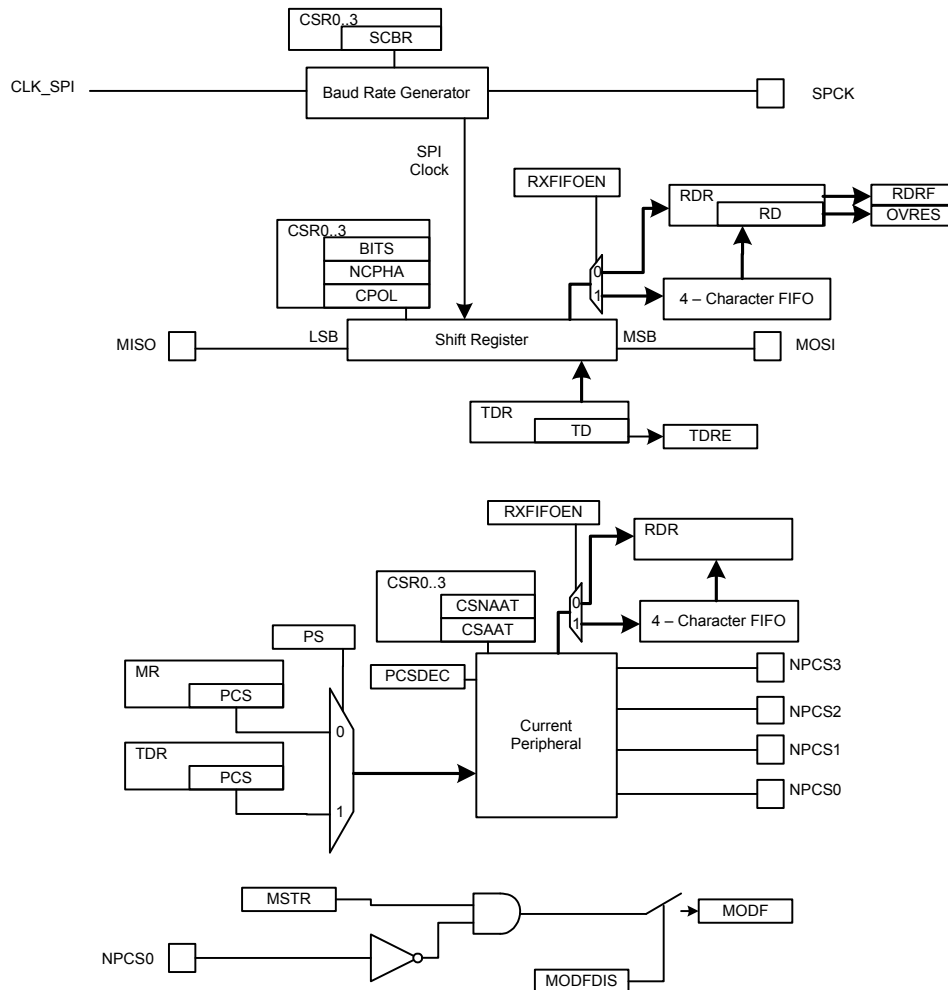 CSR0..3
SCBR
CLK_SPI
Baud Rate Generator
SPCK
SPI
Clock
RXFIFOEN
RDR
RD
RDRF
OVRES
CSR0..3
BITS
NCPHA
CPOL
0
1
4 – Character FIFO
MISO
LSB
Shift Register
MSB
MOSI
TDR
TD
TDRE
RXFIFOEN
RDR
CSR0..3
CSNAAT
CSAAT
0
1
4 – Character FIFO
PS
MR
PCS
PCSDEC
NPCS3
0
NPCS2
Current
Peripheral
TDR
PCS
NPCS1
1
NPCS0
MSTR
MODF
NPCS0
MODFDIS